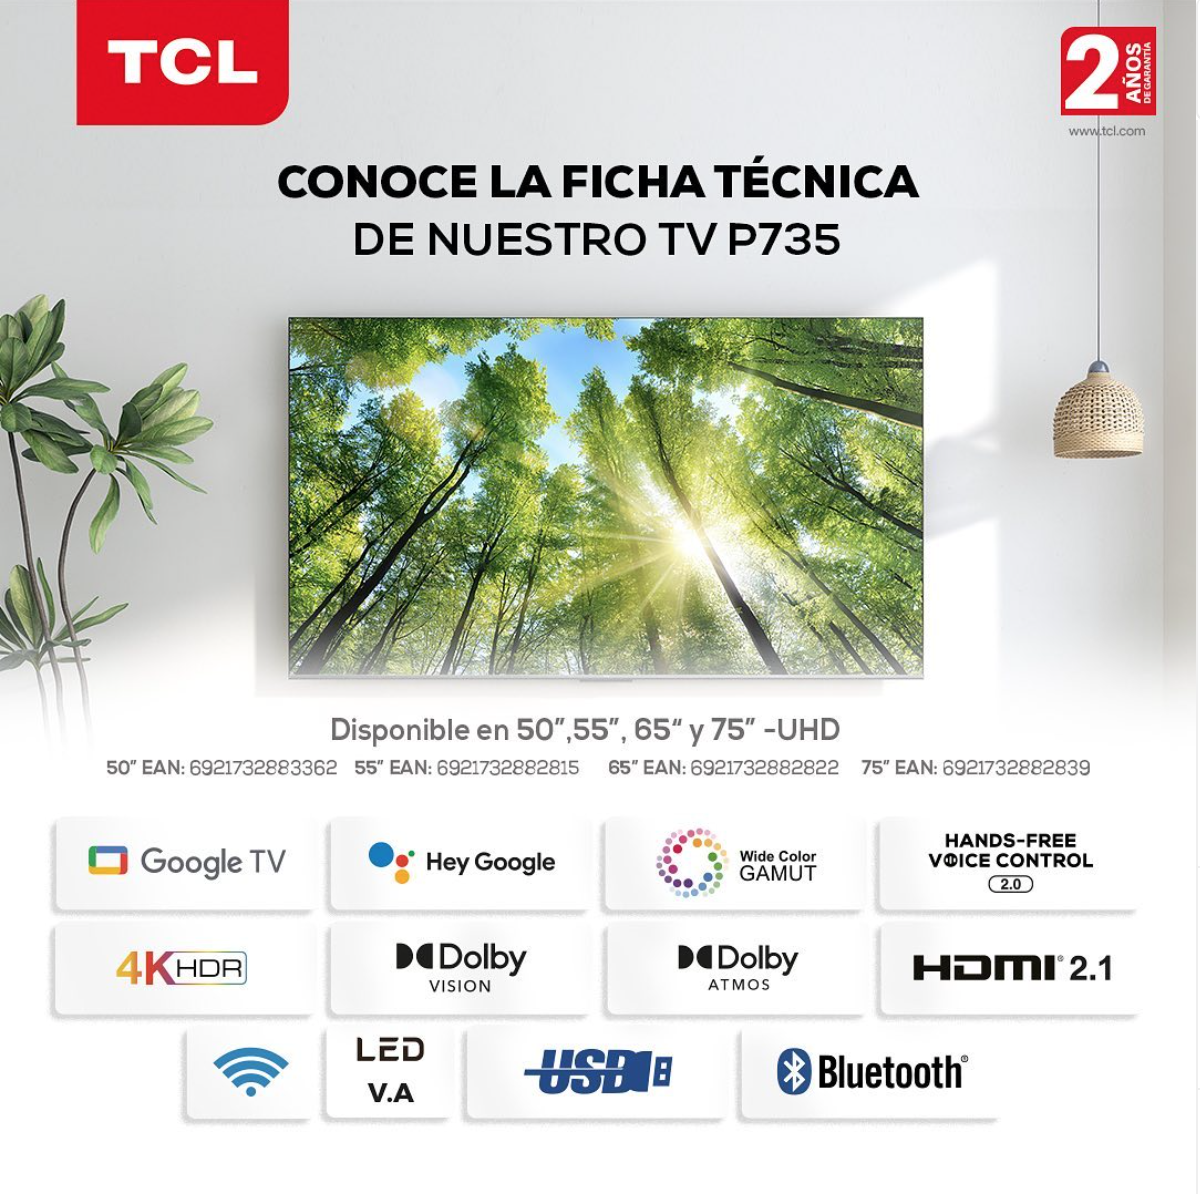 TCL
2 AÑOS DE GARANTÍA
www.tcl.com
CONOCE LA FICHA TÉCNICA
DE NUESTRO TV P735
Disponible en 50”,55”, 65“ y 75” -UHD
50” EAN: 6921732883362 55” EAN: 6921732882815 65” EAN: 6921732882822 75” EAN: 6921732882839
Google TV
Hey Google
Wide Color
GAMUT
HANDS-FREE
VOICE CONTROL
2.0
4K HDR
Dolby
VISION
Dolby
ATMOS
HDMI® 2.1
LED
V.A
USB
Bluetooth®